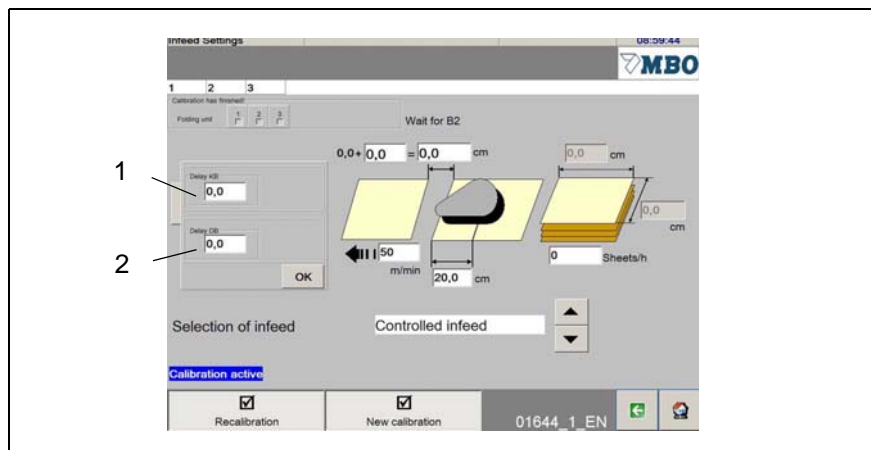 Infeed Settings 08:59:44
MBO
1 2 3
Calibration has finished!
Folding unit 1 2 3
Wait for B2
0,0+ 0,0 = 0,0 cm
0,0 cm
1
Delay KB
0,0
0,0
cm
2
Delay DB
0,0
50
m/min
0
Sheets/h
OK
20,0 cm
Selection of infeed Controlled infeed
Calibration active
Recalibration New calibration 01644_1_EN